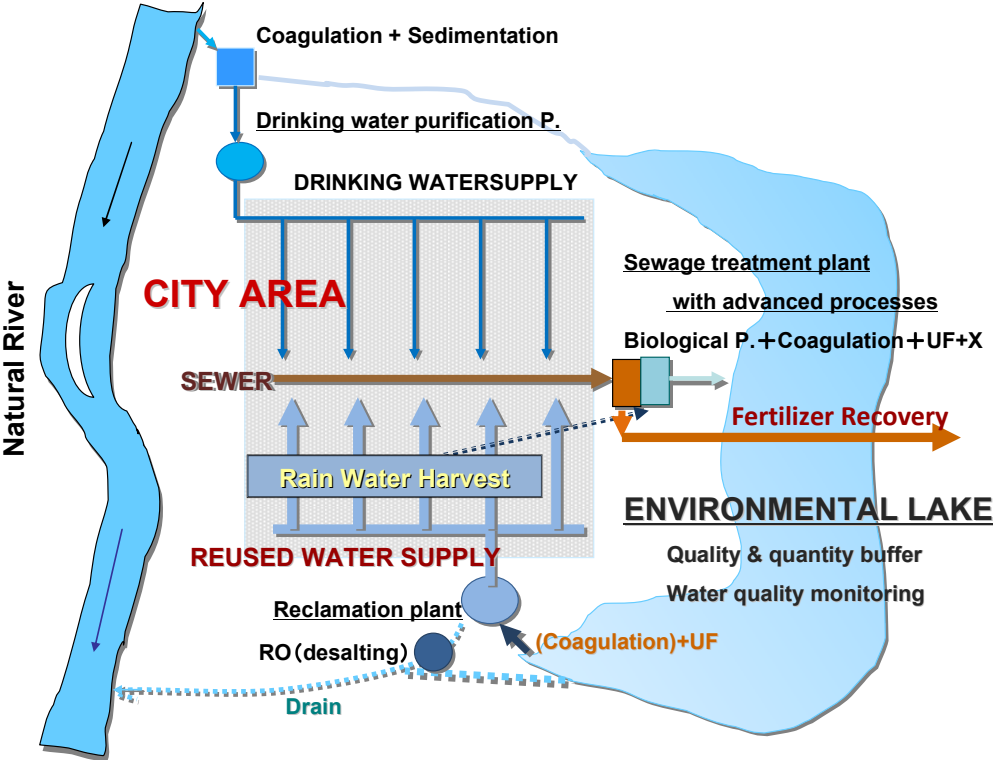 Coagulation + Sedimentation
Drinking water purification P.
DRINKING WATERSUPPLY
Natural River
CITY AREA
Sewage treatment plant
with advanced processes
Biological P.+Coagulation+UF+X
SEWER
Fertilizer Recovery
Rain Water Harvest
ENVIRONMENTAL LAKE
Quality & quantity buffer
Water quality monitoring
REUSED WATER SUPPLY
Reclamation plant
(Coagulation)+UF
RO(desalting)
Drain